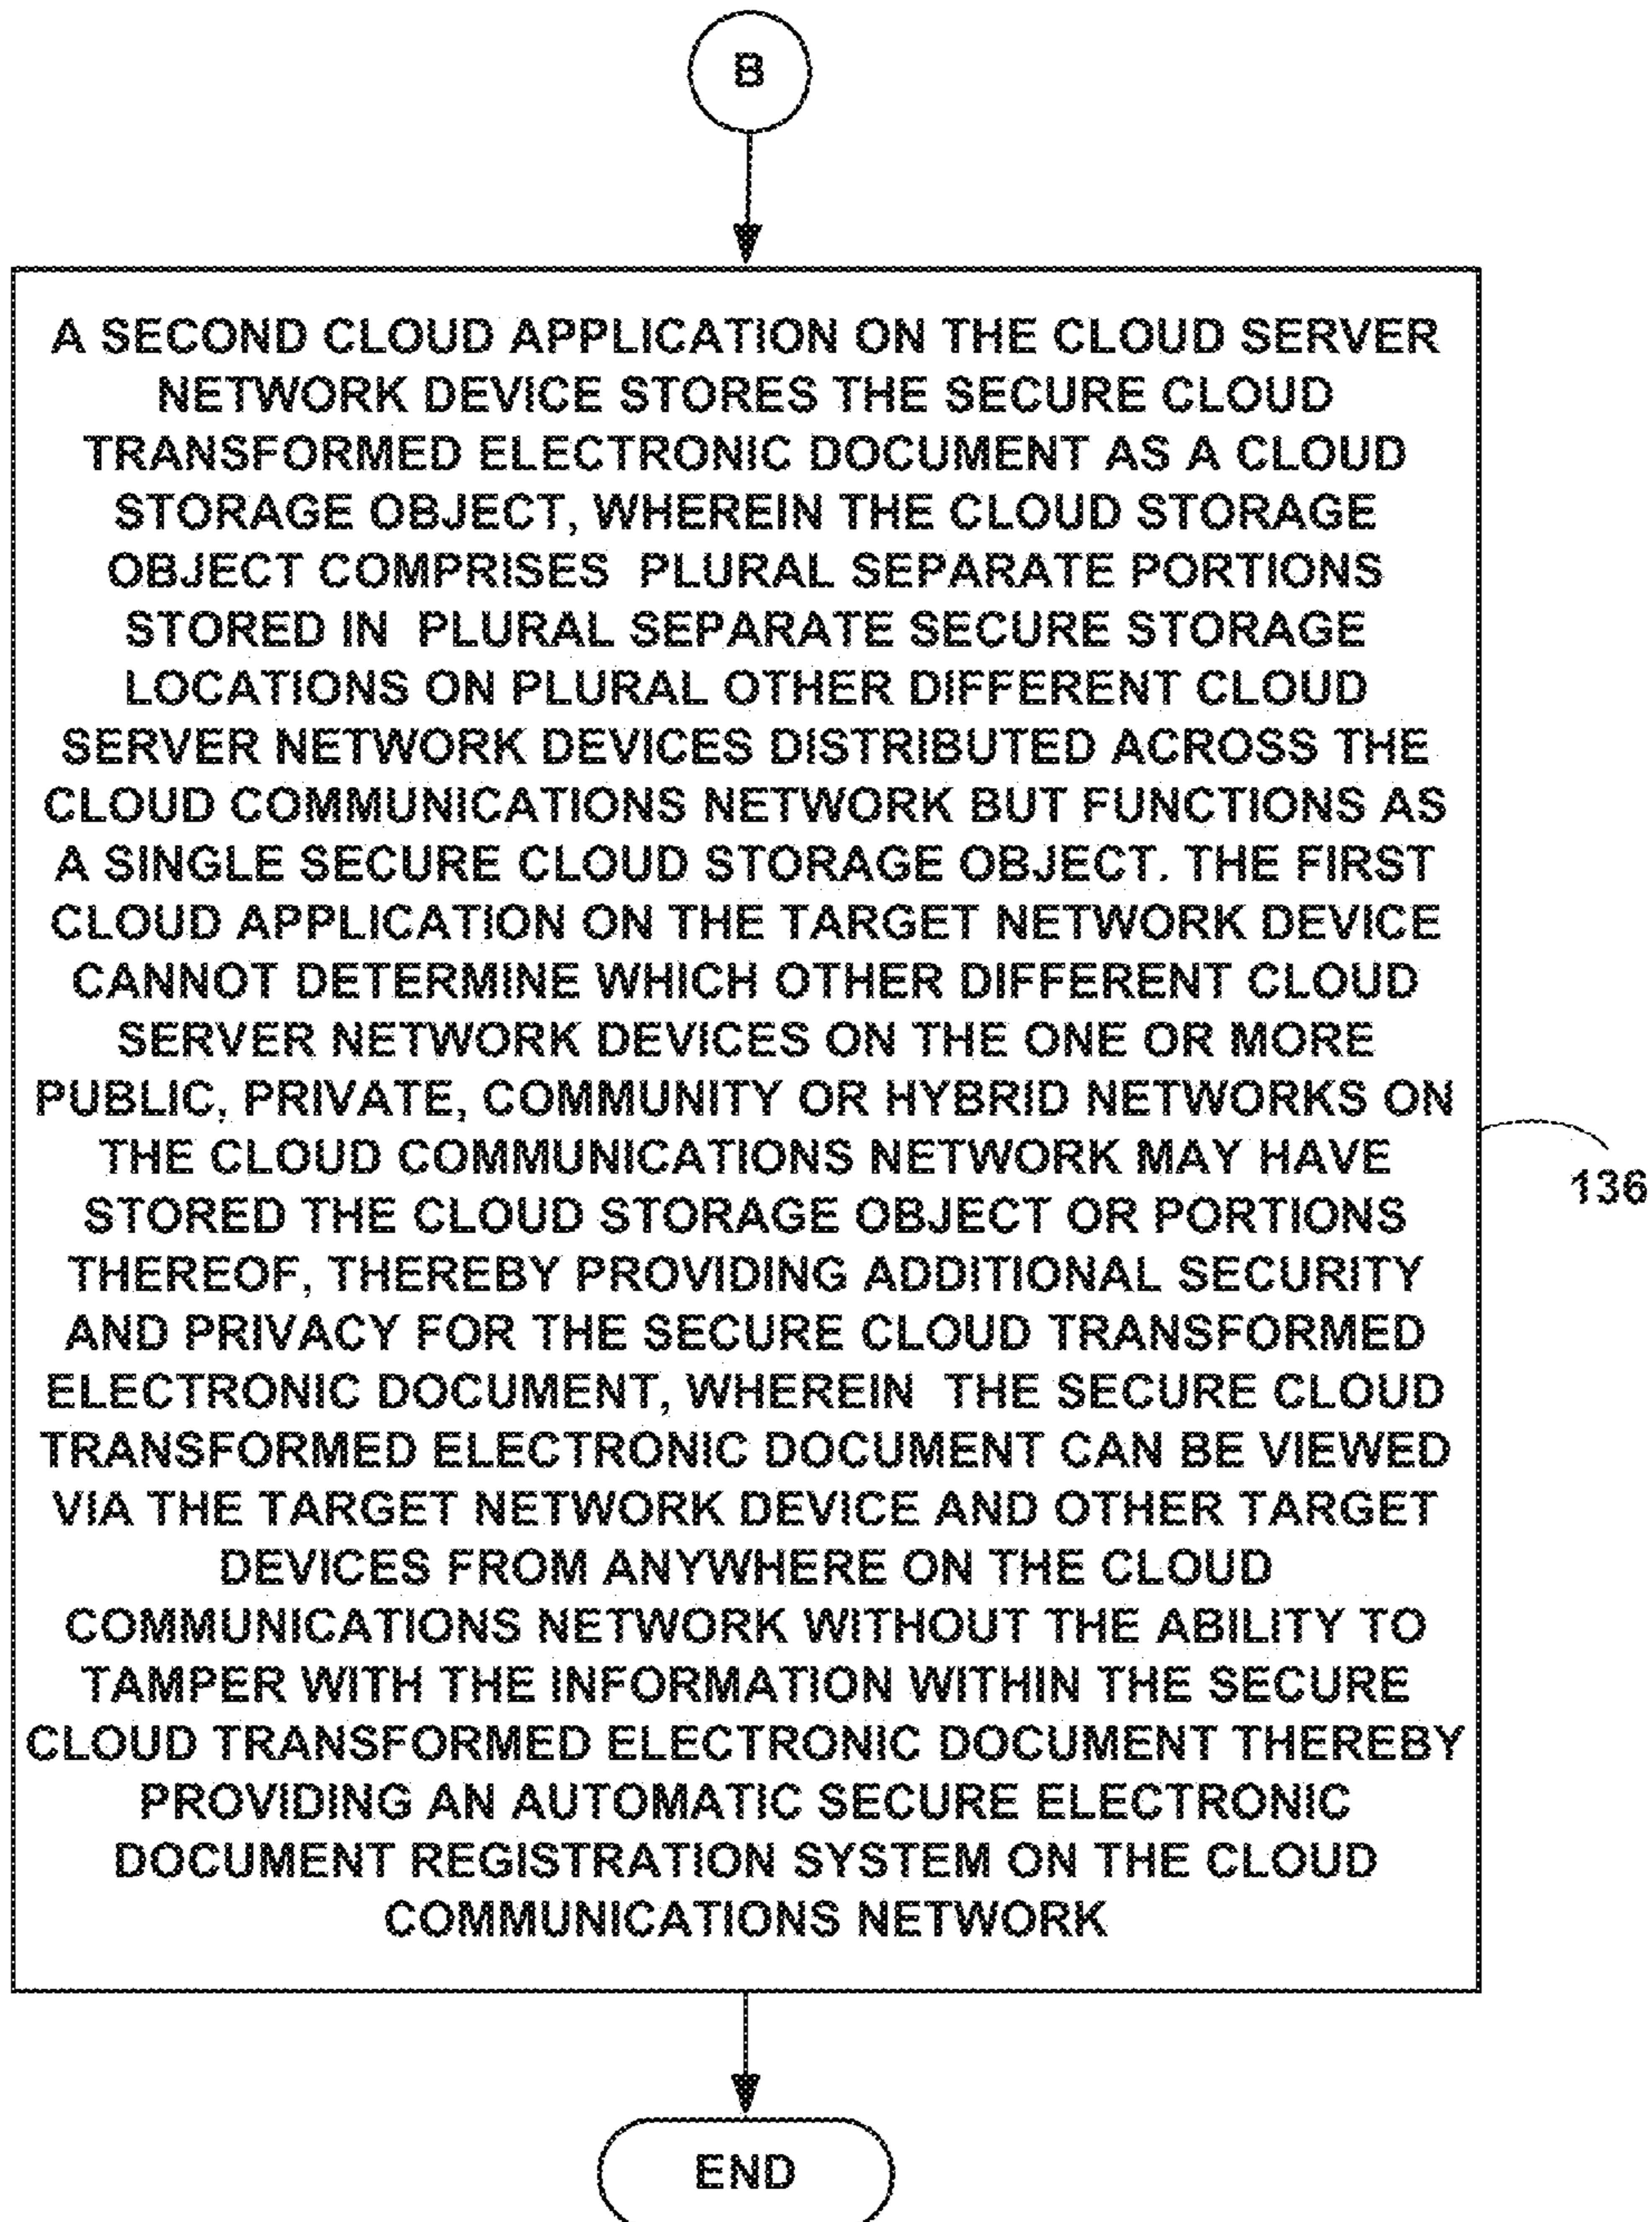 B
A SECOND CLOUD APPLICATION ON THE CLOUD SERVER
NETWORK DEVICE STORES THE SECURE CLOUD
TRANSFORMED ELECTRONIC DOCUMENT AS A CLOUD
STORAGE OBJECT, WHEREIN THE CLOUD STORAGE
OBJECT COMPRISES PLURAL SEPARATE PORTIONS
STORED IN PLURAL SEPARATE SECURE STORAGE
LOCATIONS ON PLURAL OTHER DIFFERENT CLOUD
SERVER NETWORK DEVICES DISTRIBUTED ACROSS THE
CLOUD COMMUNICATIONS NETWORK BUT FUNCTIONS AS
A SINGLE SECURE CLOUD STORAGE OBJECT. THE FIRST
CLOUD APPLICATION ON THE TARGET NETWORK DEVICE
CANNOT DETERMINE WHICH OTHER DIFFERENT CLOUD
SERVER NETWORK DEVICES ON THE ONE OR MORE
PUBLIC, PRIVATE, COMMUNITY OR HYBRID NETWORKS ON
THE CLOUD COMMUNICATIONS NETWORK MAY HAVE
STORED THE CLOUD STORAGE OBJECT OR PORTIONS
THEREOF, THEREBY PROVIDING ADDITIONAL SECURITY
AND PRIVACY FOR THE SECURE CLOUD TRANSFORMED
ELECTRONIC DOCUMENT, WHEREIN THE SECURE CLOUD
TRANSFORMED ELECTRONIC DOCUMENT CAN BE VIEWED
VIA THE TARGET NETWORK DEVICE AND OTHER TARGET
DEVICES FROM ANYWHERE ON THE CLOUD
COMMUNICATIONS NETWORK WITHOUT THE ABILITY TO
TAMPER WITH THE INFORMATION WITHIN THE SECURE
CLOUD TRANSFORMED ELECTRONIC DOCUMENT THEREBY
PROVIDING AN AUTOMATIC SECURE ELECTRONIC
DOCUMENT REGISTRATION SYSTEM ON THE CLOUD
COMMUNICATIONS NETWORK
136
END